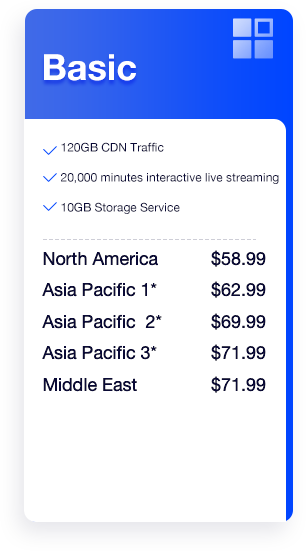 Basic
120GB CDN Traffic
20,000 minutes interactive live streaming
10GB Storage Service
North America $58.99
Asia Pacific 1* $62.99
Asia Pacific 2* $69.99
Asia Pacific 3* $71.99
Middle East $71.99